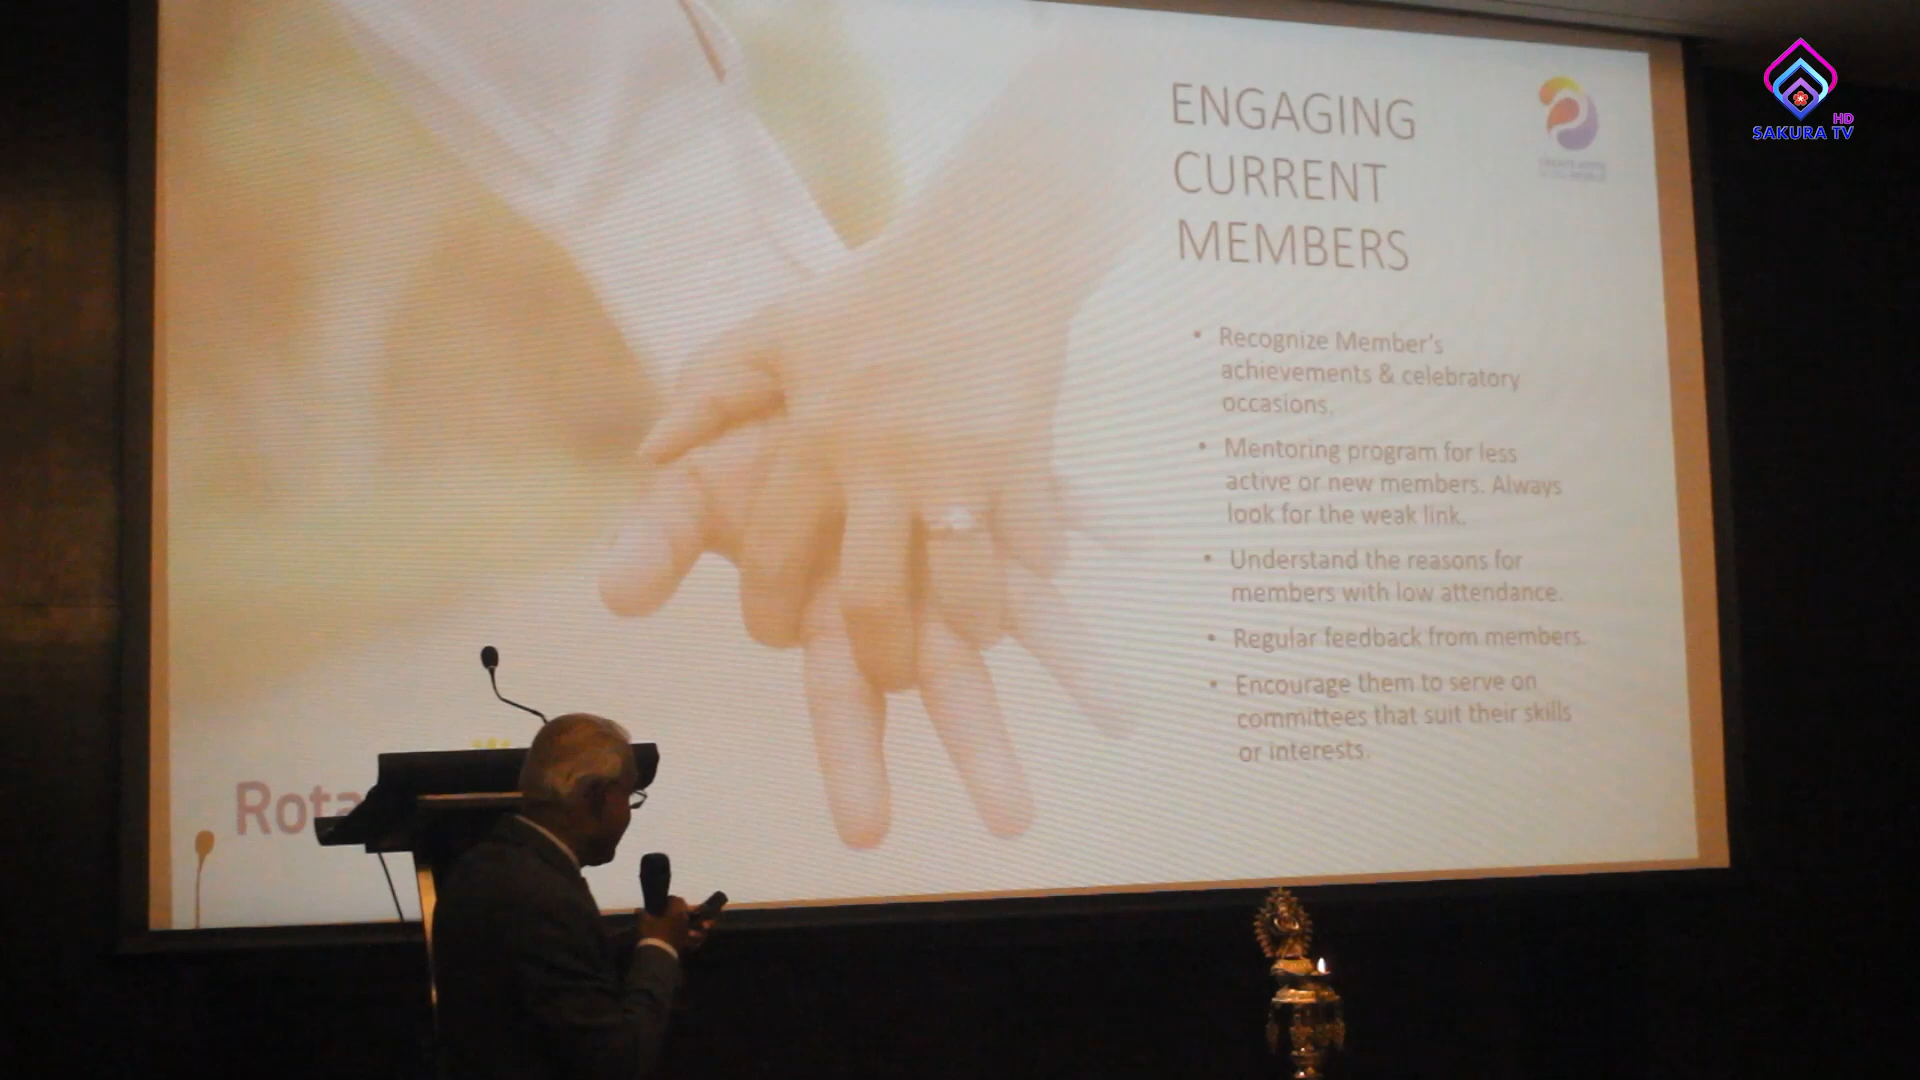 ENGAGING
CURRENT
MEMBERS
• Recognize Member's
achievements & celebratory
occasions.
• Mentoring program for less
active or new members. Always
look for the weak link.
• Understand the reasons for
members with low attendance.
• Regular feedback from members.
• Encourage them to serve on
committees that suit their skills
or interests.
Rota
HD
SAKURA TV